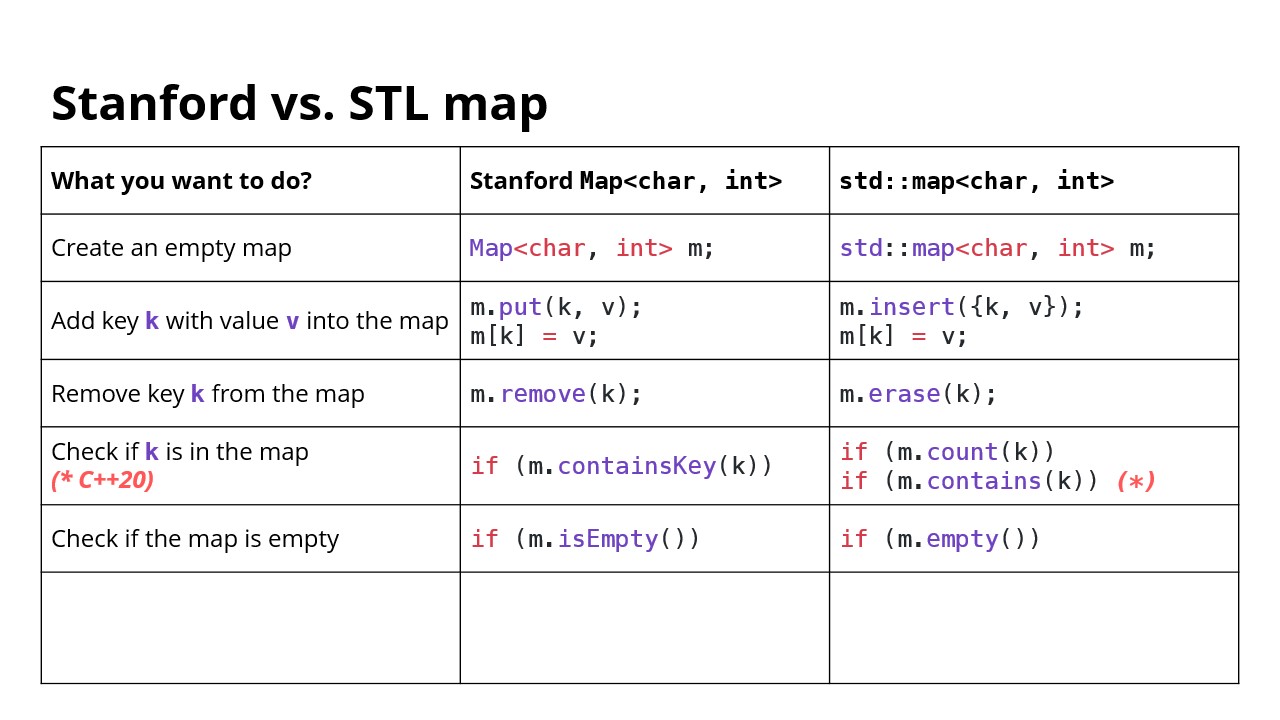 Stanford vs. STL map
What you want to do?
Stanford Map<char, int>
std::map<char, int>
Create an empty map
Map<char, int> m;
std::map<char, int> m;
Add key k with value v into the map
m.put(k, v);
m[k] = v;
m.insert({k, v});
m[k] = v;
Remove key k from the map
m.remove(k);
m.erase(k);
Check if k is in the map
(* C++20)
if (m.containsKey(k))
if (m.count(k))
if (m.contains(k)) (*)
Check if the map is empty
if (m.isEmpty())
if (m.empty())